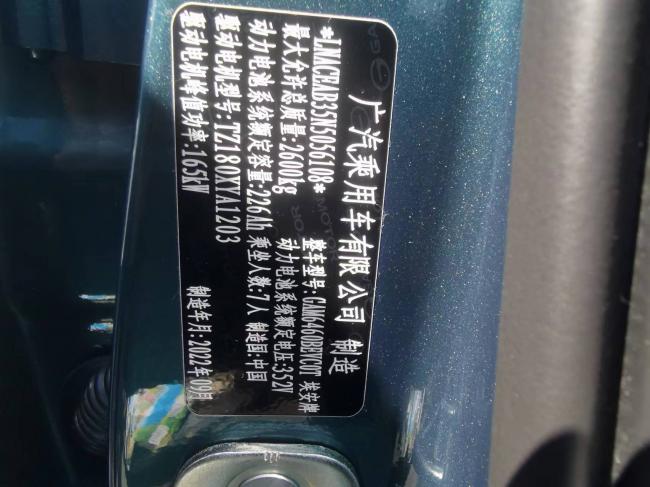 广汽乘用车有限公司 制造
*LMACEAB35N5056108* 整车型号:GAM6460BEVC0T 埃安牌
最大允许总质量:2600kg 动力电池系统额定电压:352V
动力电池系统额定容量:226Ah 乘坐人数:7人 制造国:中国
驱动电机型号:TZ180XYA1203
驱动电机峰值功率:165kW 制造年月:2022年09月